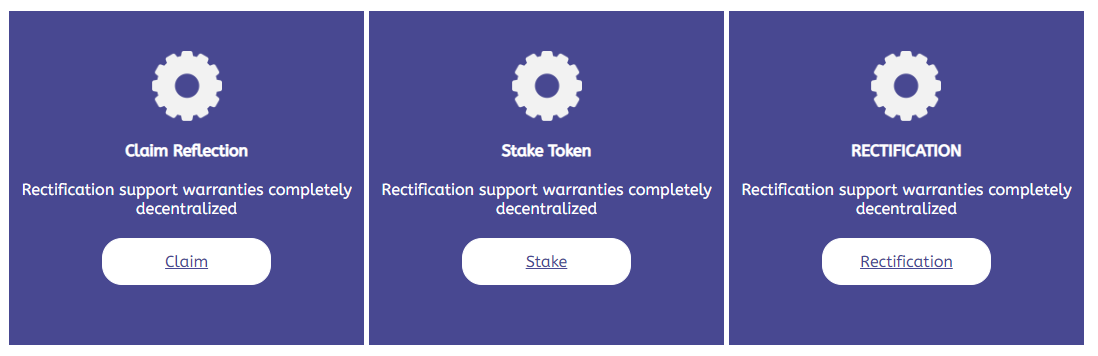 Claim Reflection
Rectification support warranties completely
decentralized
Claim
Stake Token
Rectification support warranties completely
decentralized
Stake
RECTIFICATION
Rectification support warranties completely
decentralized
Rectification